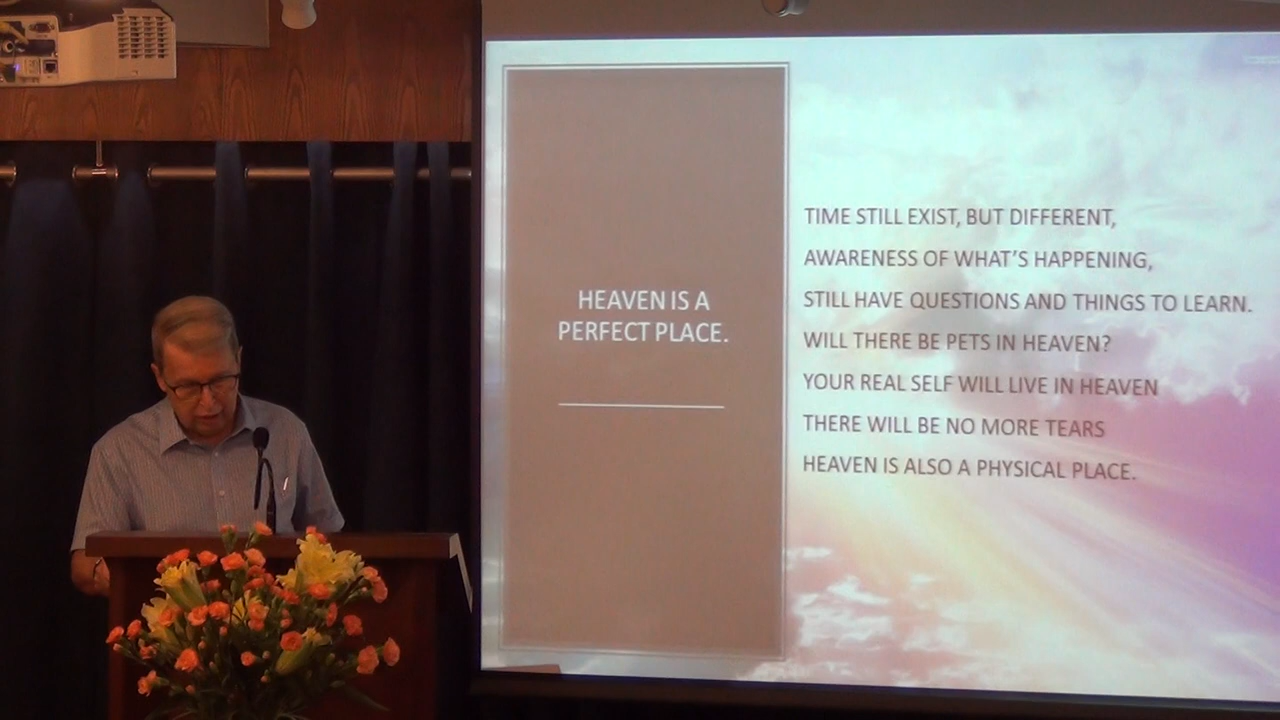 HEAVEN IS A
PERFECT PLACE.
TIME STILL EXIST, BUT DIFFERENT,
AWARENESS OF WHAT'S HAPPENING,
STILL HAVE QUESTIONS AND THINGS TO LEARN.
WILL THERE BE PETS IN HEAVEN?
YOUR REAL SELF WILL LIVE IN HEAVEN
THERE WILL BE NO MORE TEARS
HEAVEN IS ALSO A PHYSICAL PLACE.